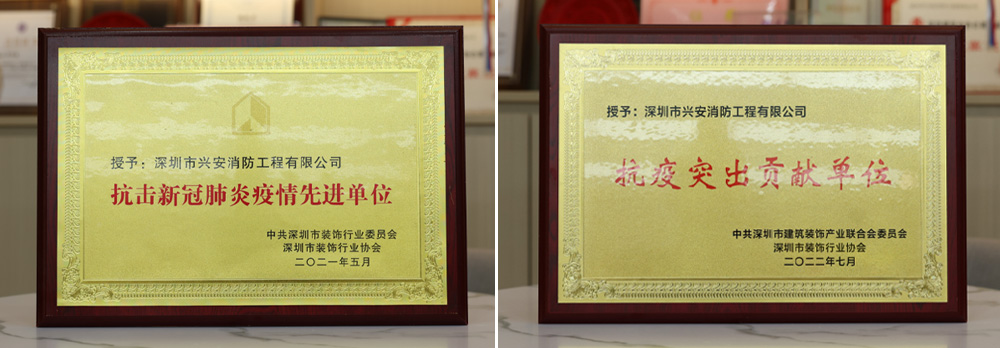 授予：深圳市兴安消防工程有限公司
抗击新冠肺炎疫情先进单位
中共深圳市装饰行业委员会
深圳市装饰行业协会
二〇二一年五月
授予：深圳市兴安消防工程有限公司
抗疫突出贡献单位
中共深圳市建筑装饰产业联合会委员会
深圳市装饰行业协会
二〇二二年七月